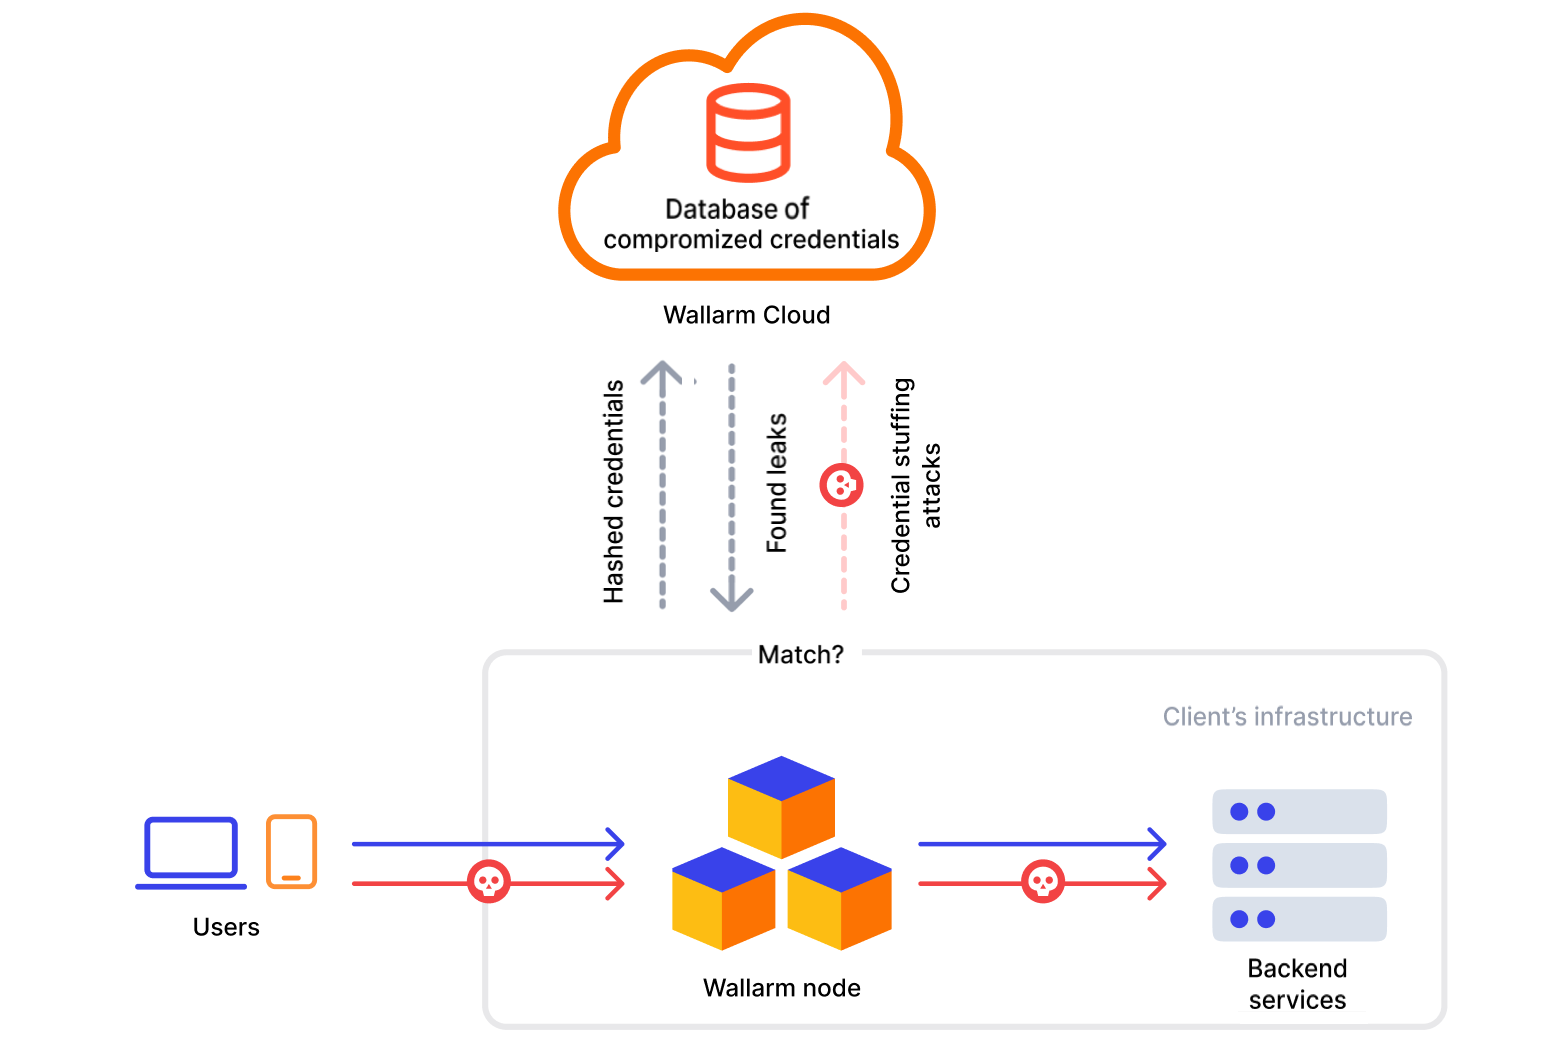 Database of
compromized credentials
Wallarm Cloud
Hashed credentials
Found leaks
Credential stuffing
attacks
Match?
Client’s infrastructure
Users
Wallarm node
Backend
services